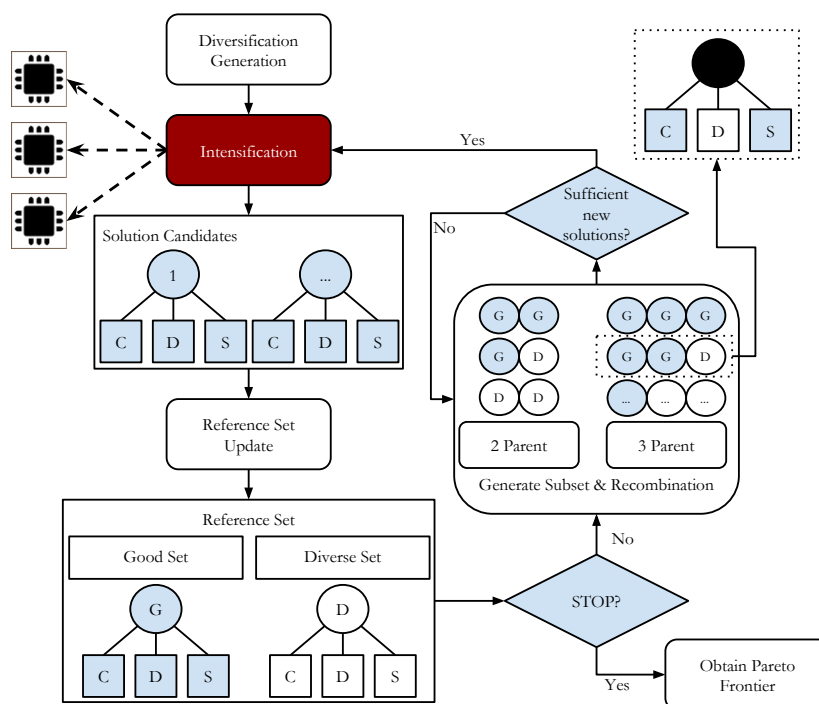 Diversification
Generation
Intensification
Solution Candidates
1
...
C
D
S
C
D
S
Reference Set
Update
Reference Set
Good Set
Diverse Set
G
D
C
D
S
C
D
S
STOP?
No
Yes
Obtain Pareto
Frontier
G
G
G
G
G
G
D
G
G
D
D
D
...
...
...
2 Parent
3 Parent
Generate Subset & Recombination
Sufficient
new
solutions?
Yes
No
C
D
S